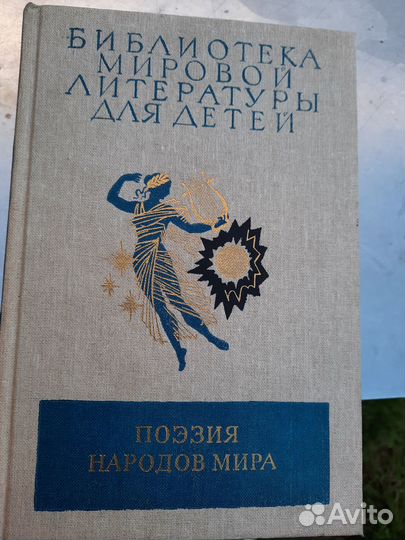 БИБЛИОТЕКА
МИРОВОЙ
ЛИТЕРАТУРЫ
ДЛЯ ДЕТЕЙ
ПОЭЗИЯ
НАРОДОВ МИРА
Avito